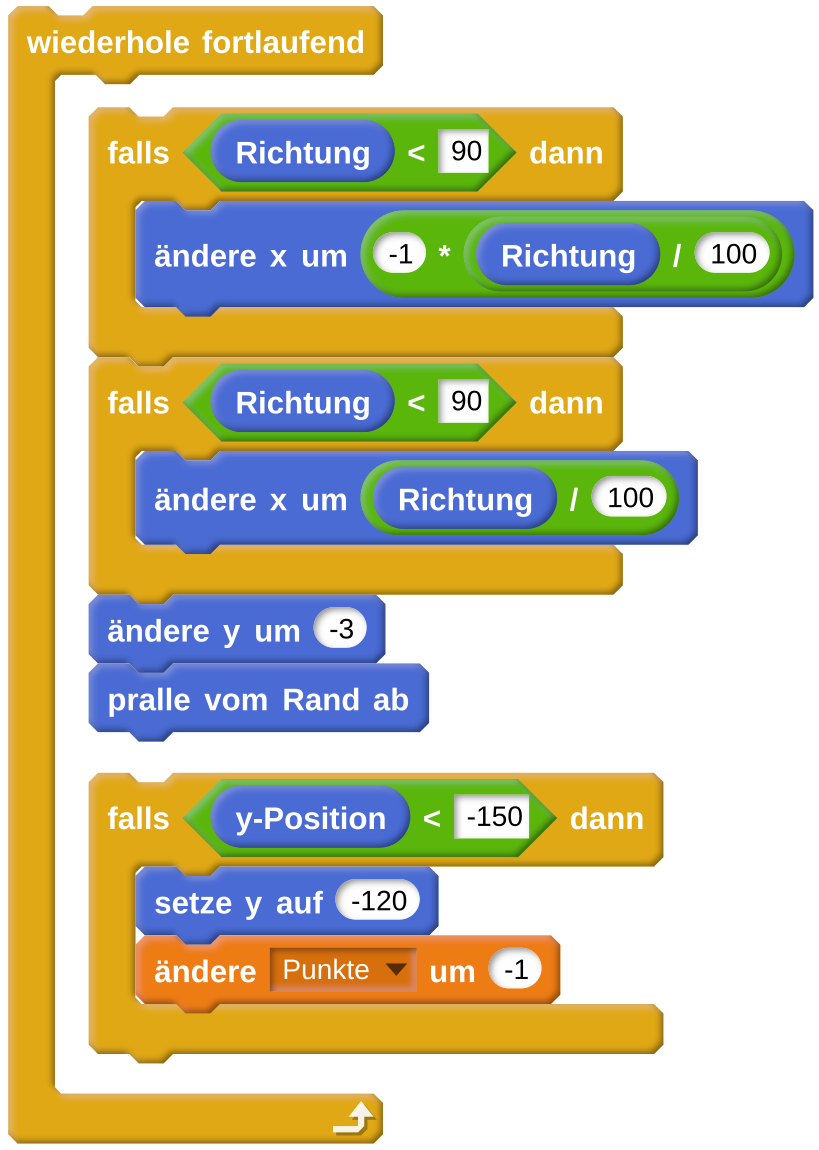 wiederhole fortlaufend
falls Richtung < 90 dann
ändere x um -1 * Richtung / 100
falls Richtung < 90 dann
ändere x um Richtung / 100
ändere y um -3
pralle vom Rand ab
falls y-Position < -150 dann
setze y auf -120
ändere Punkte um -1